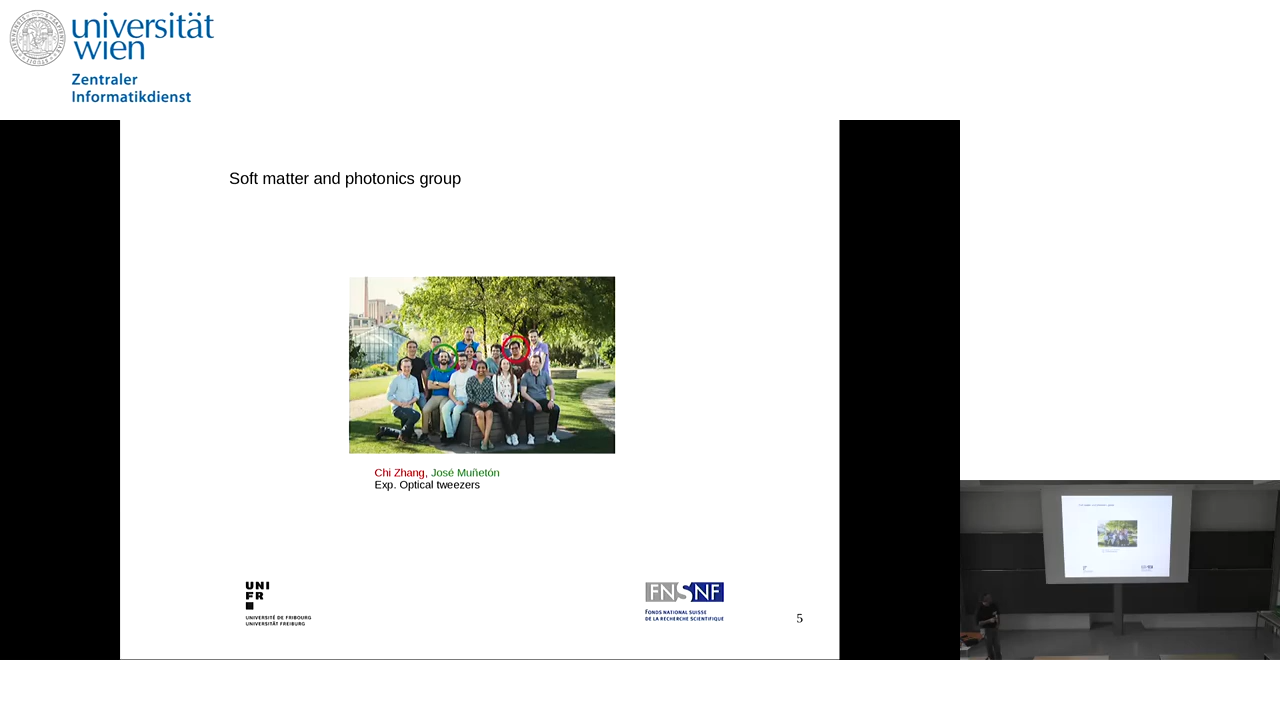 universität
wien
Zentraler
Informatikdienst
Soft matter and photonics group
Chi Zhang, José Muñetón
Exp. Optical tweezers
UNI
FR
UNIVERSITÉ DE FRIBOURG
UNIVERSITÄT FREIBURG
FNSNF
FONDS NATIONAL SUISSE
DE LA RECHERCHE SCIENTIFIQUE
5